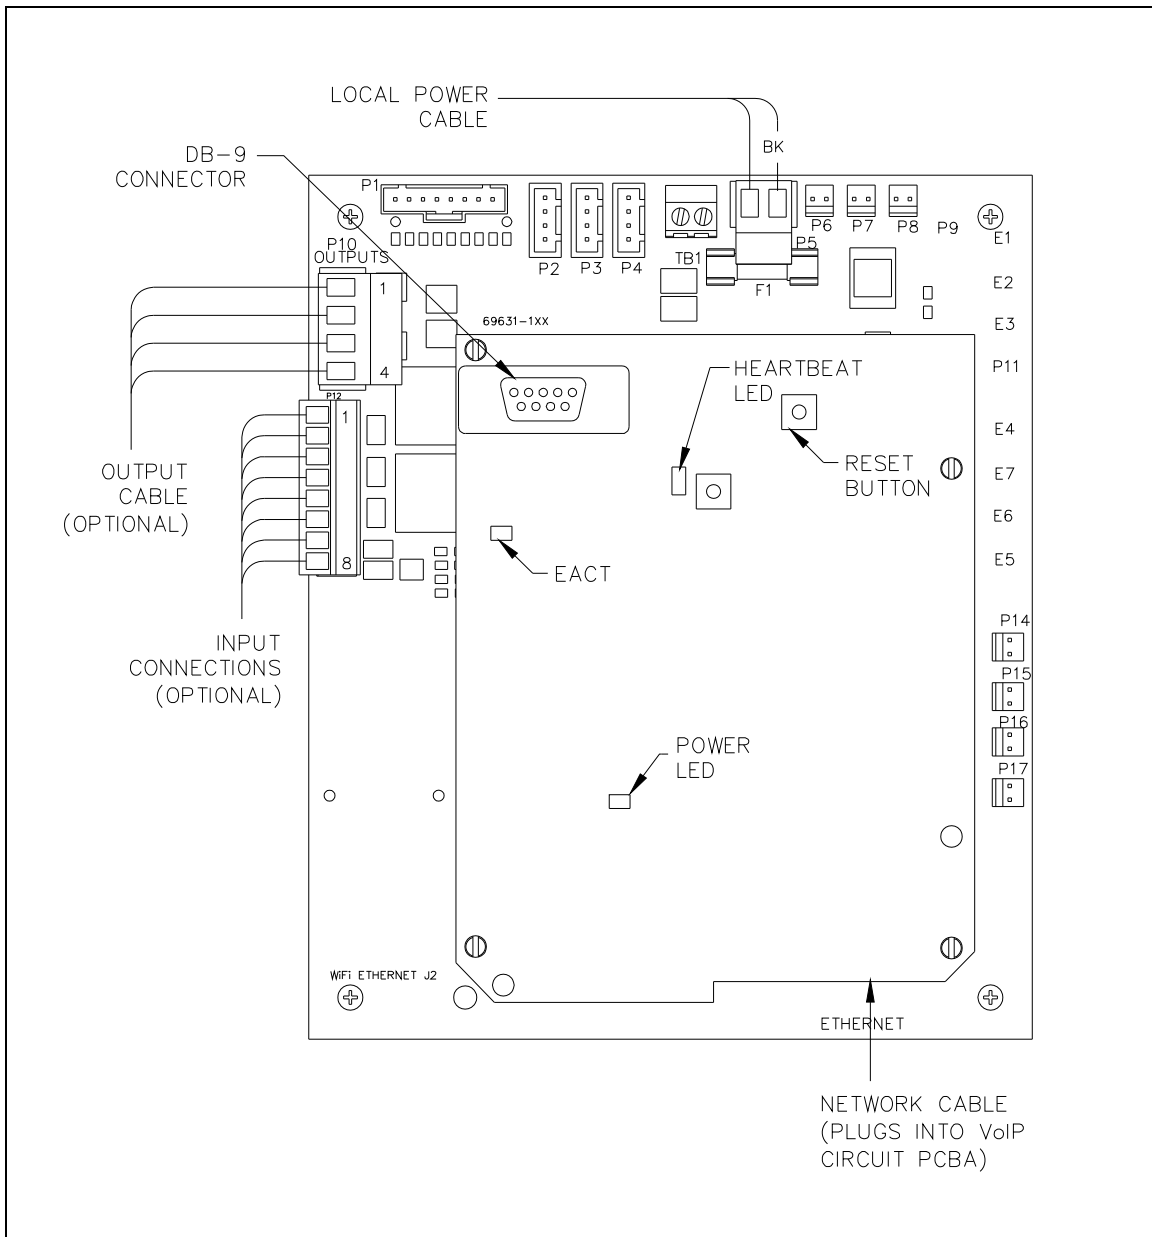 LOCAL POWER
CABLE
BK
DB-9
CONNECTOR
P1
P2
P3
P4
TB1
P5
F1
P6
P7
P8
P9
E1
E2
E3
P11
E4
E7
E6
E5
P10
OUTPUTS
1
4
69631-1XX
P12
1
8
HEARTBEAT
LED
RESET
BUTTON
OUTPUT
CABLE
(OPTIONAL)
EACT
INPUT
CONNECTIONS
(OPTIONAL)
P14
P15
P16
P17
POWER
LED
WiFi ETHERNET J2
ETHERNET
NETWORK CABLE
(PLUGS INTO VoIP
CIRCUIT PCBA)